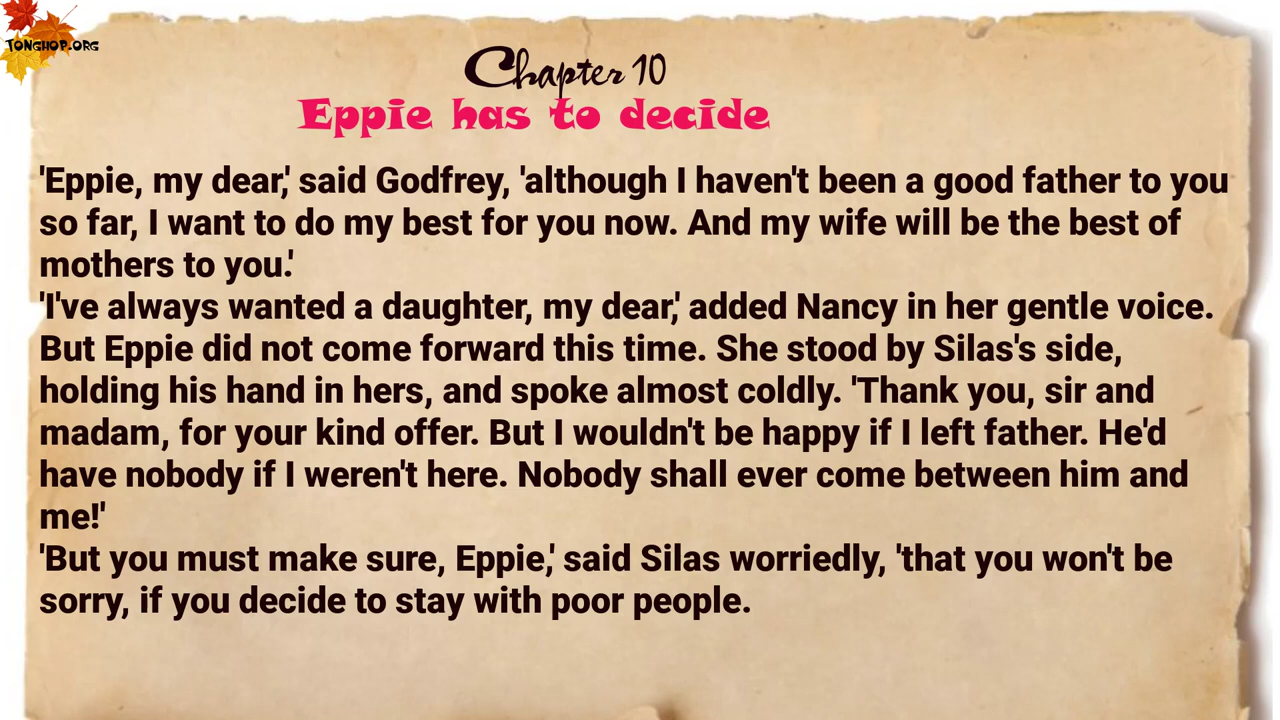 TONGHOP.ORG
Chapter 10
Eppie has to decide
'Eppie, my dear,' said Godfrey, 'although I haven't been a good father to you
so far, I want to do my best for you now. And my wife will be the best of
mothers to you.'
'I've always wanted a daughter, my dear,' added Nancy in her gentle voice.
But Eppie did not come forward this time. She stood by Silas's side,
holding his hand in hers, and spoke almost coldly. 'Thank you, sir and
madam, for your kind offer. But I wouldn't be happy if I left father. He'd
have nobody if I weren't here. Nobody shall ever come between him and
me!'
'But you must make sure, Eppie,' said Silas worriedly, 'that you won't be
sorry, if you decide to stay with poor people.